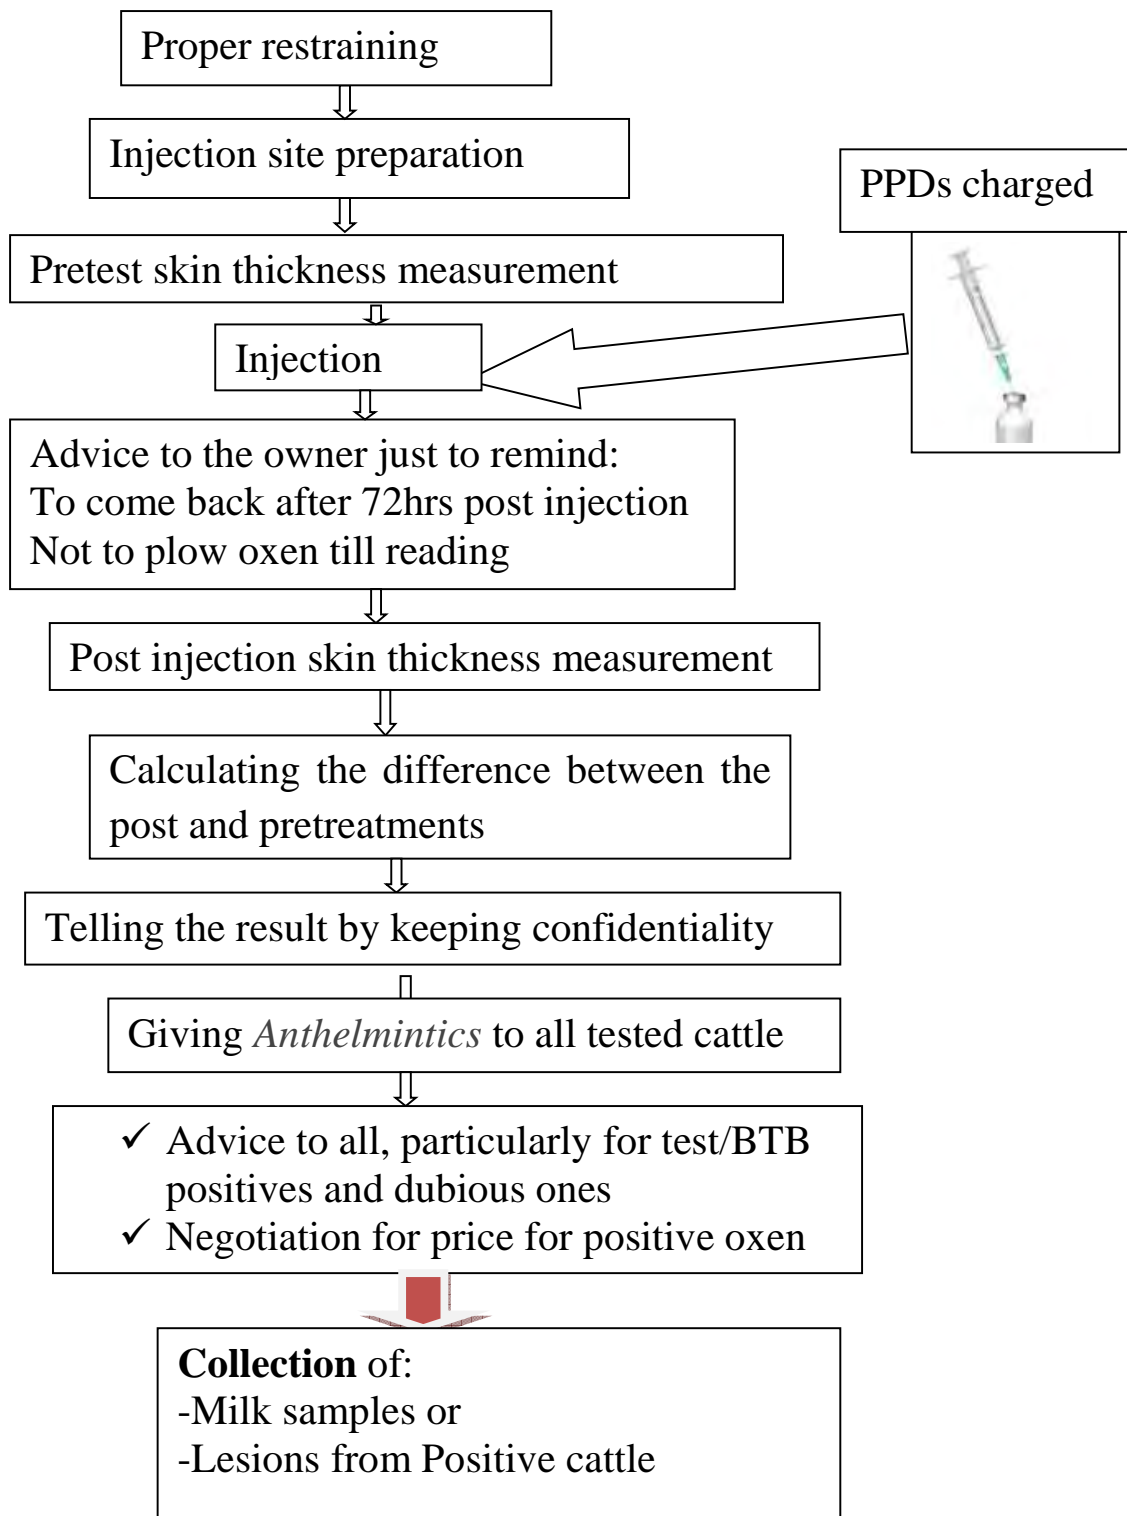 Proper restraining
Injection site preparation
PPDs charged
Pretest skin thickness measurement
Injection
Advice to the owner just to remind:
To come back after 72hrs post injection
Not to plow oxen till reading
Post injection skin thickness measurement
Calculating the difference between the
post and pretreatments
Telling the result by keeping confidentiality
Giving Anthelmintics to all tested cattle
✓ Advice to all, particularly for test/BTB
positives and dubious ones
✓ Negotiation for price for positive oxen
Collection of:
-Milk samples or
-Lesions from Positive cattle